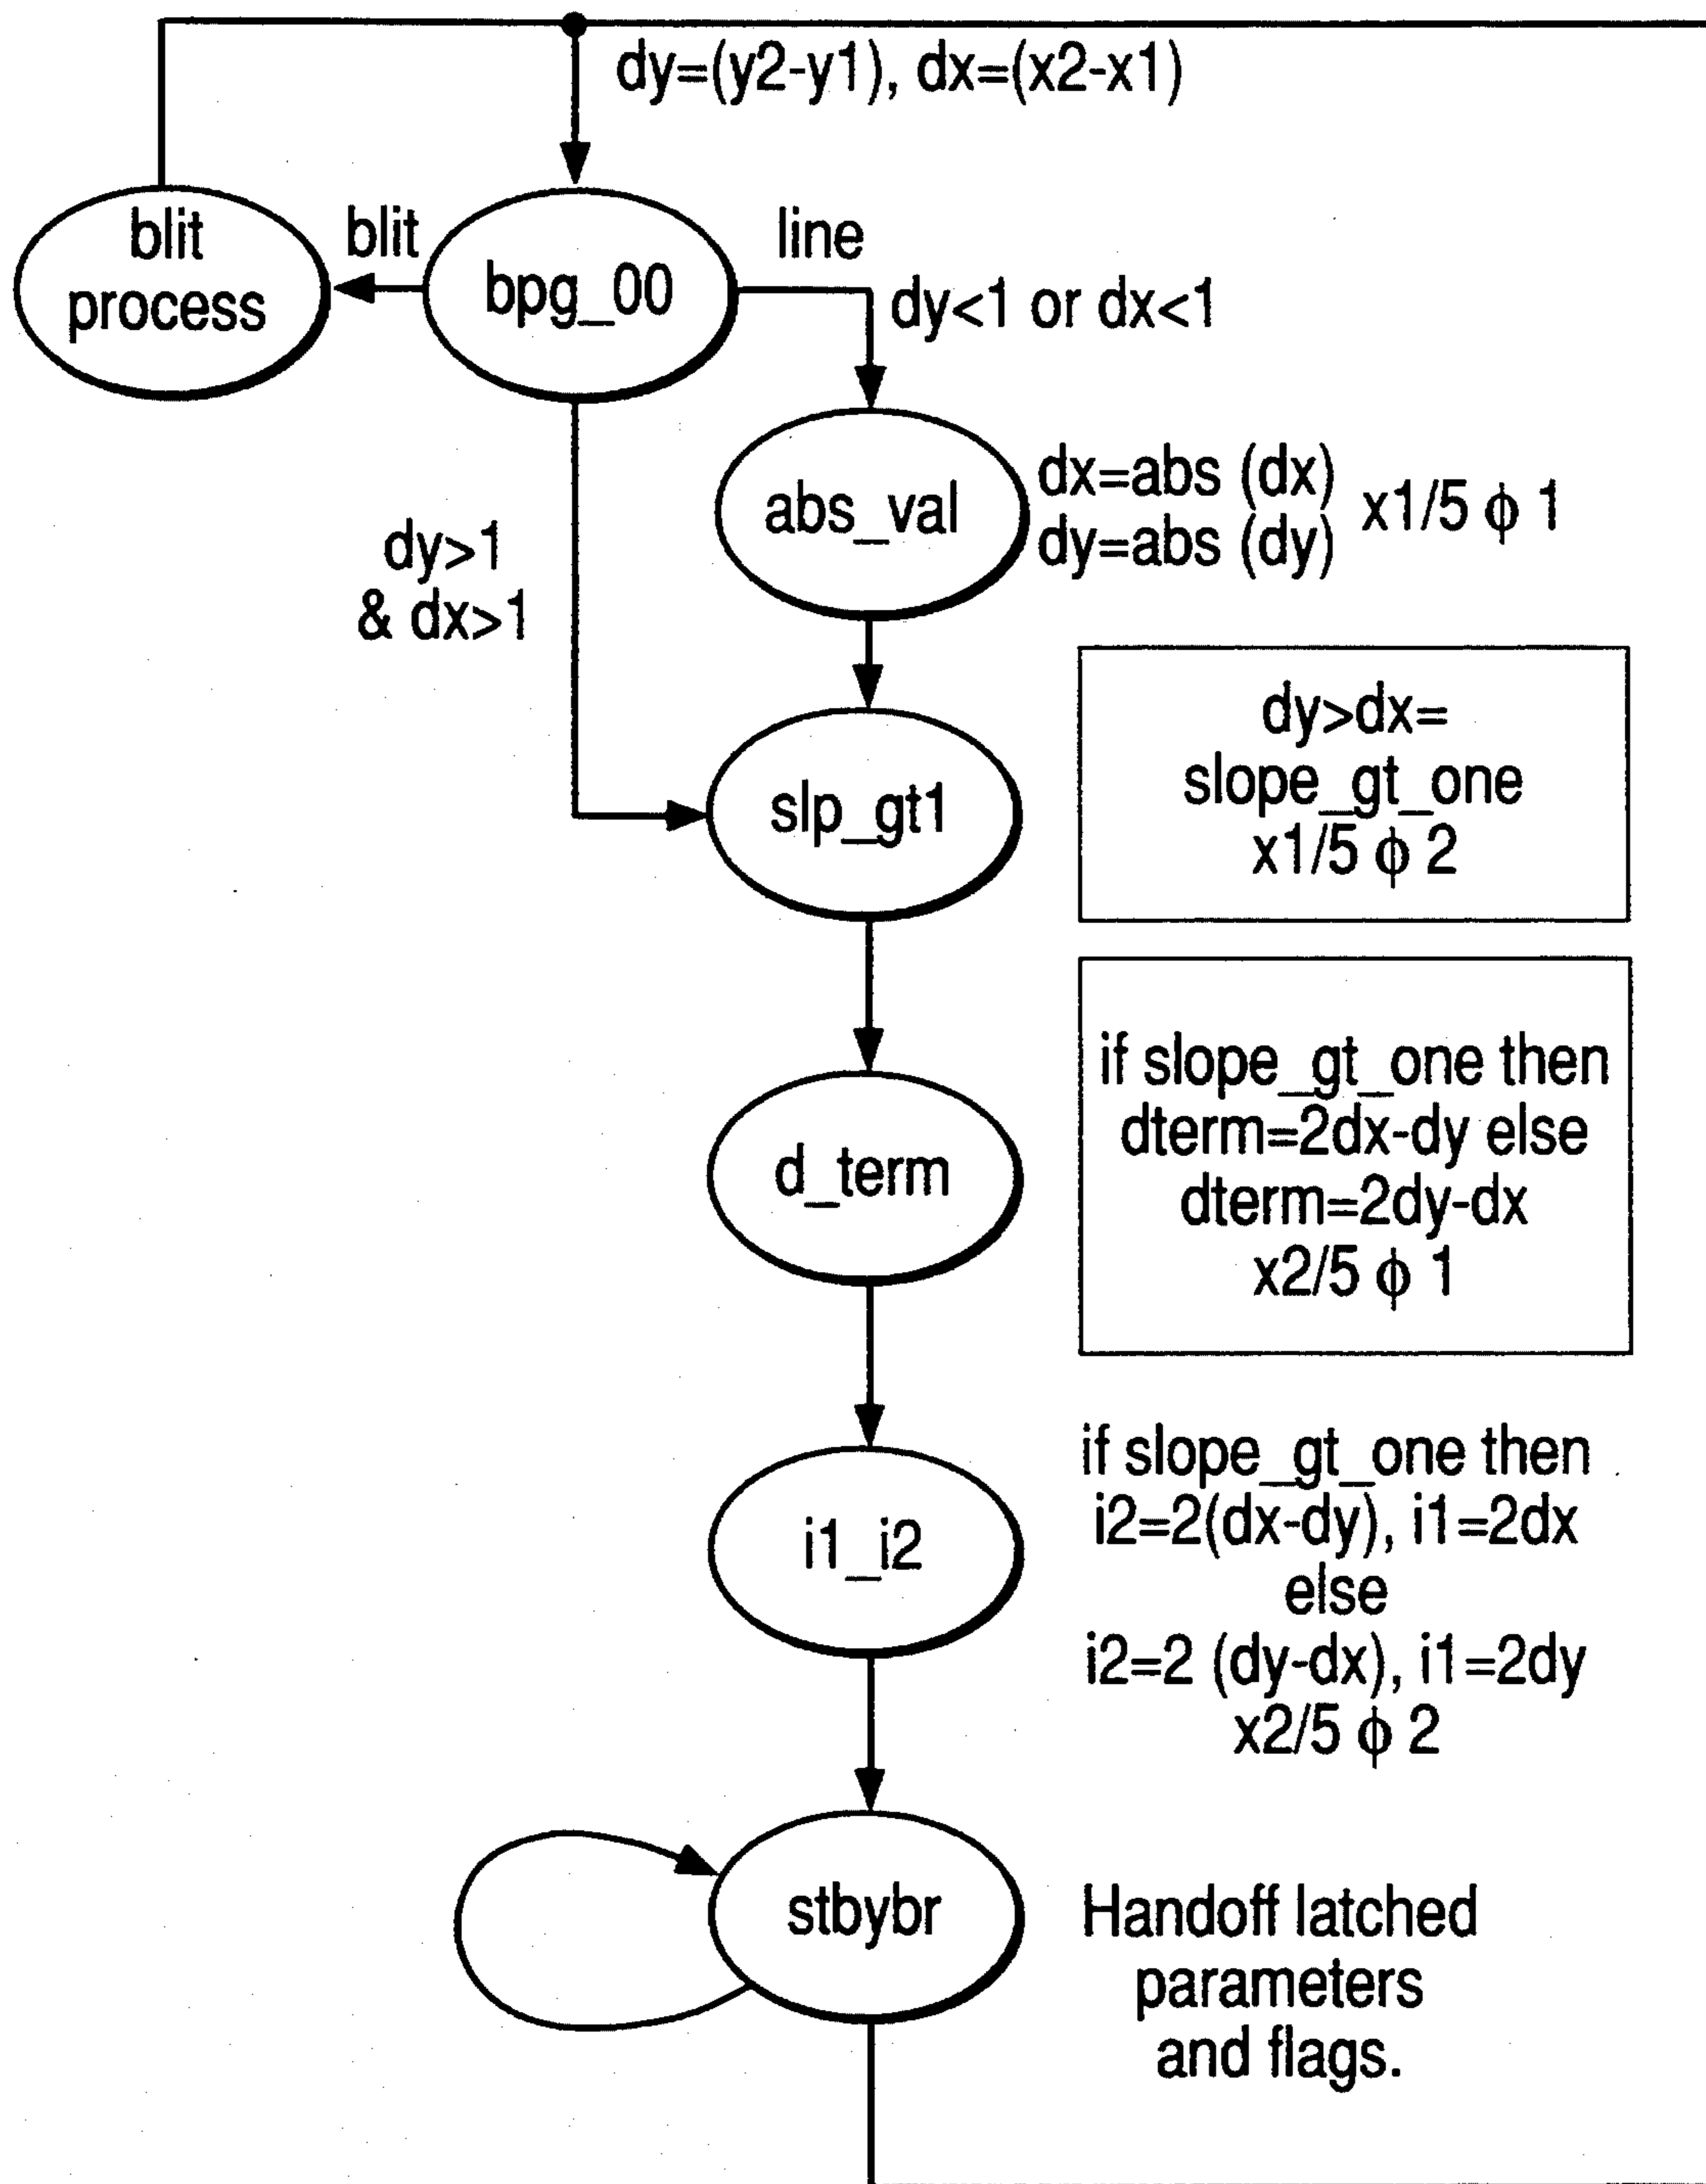 dy=(y2-y1), dx=(x2-x1)
blit
process
blit
bpg_00
line
dy<1 or dx<1
abs_val
dx=abs (dx)
dy=abs (dy)
x1/5 ϕ 1
dy>1
& dx>1
slp_gt1
dy>dx=
slope_gt_one
x1/5 ϕ 2
d_term
if slope_gt_one then
dterm=2dx-dy else
dterm=2dy-dx
x2/5 ϕ 1
i1_i2
if slope_gt_one then
i2=2(dx-dy), i1=2dx
else
i2=2 (dy-dx), i1=2dy
x2/5 ϕ 2
stbybr
Handoff latched
parameters
and flags.